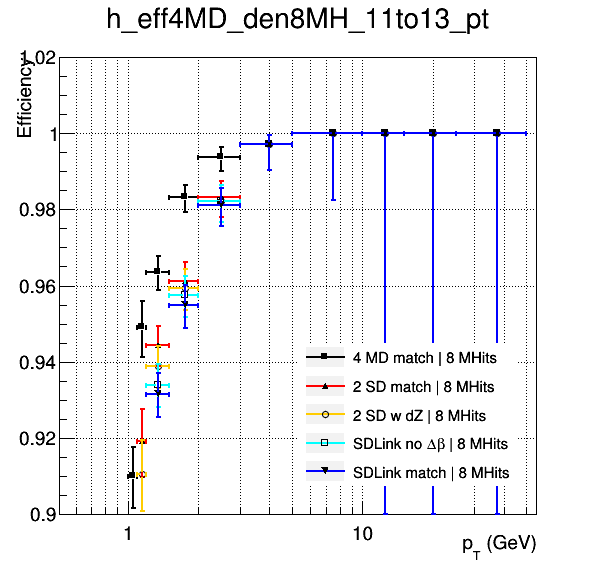 h_eff4MD_den8MH_11to13_pt
Efficiency
1.02
1
0.98
0.96
0.94
0.92
0.9
4 MD match | 8 MHits
2 SD match | 8 MHits
2 SD w dZ | 8 MHits
SDLink no Δβ | 8 MHits
SDLink match | 8 MHits
1
10
p_T (GeV)